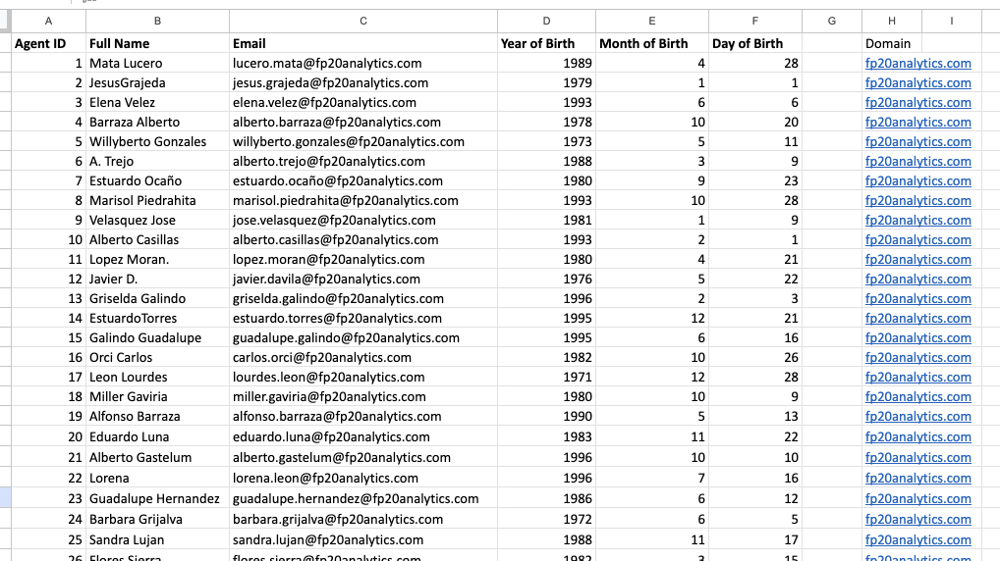 A B C D E F G H I
Agent ID Full Name Email Year of Birth Month of Birth Day of Birth Domain
1 Mata Lucero lucero.mata@fp20analytics.com 1989 4 28 fp20analytics.com
2 JesusGrajeda jesus.grajeda@fp20analytics.com 1979 1 1 fp20analytics.com
3 Elena Velez elena.velez@fp20analytics.com 1993 6 6 fp20analytics.com
4 Barraza Alberto alberto.barraza@fp20analytics.com 1978 10 20 fp20analytics.com
5 Willyberto Gonzales willyberto.gonzales@fp20analytics.com 1973 5 11 fp20analytics.com
6 A. Trejo alberto.trejo@fp20analytics.com 1988 3 9 fp20analytics.com
7 Estuardo Ocaño estuardo.ocaño@fp20analytics.com 1980 9 23 fp20analytics.com
8 Marisol Piedrahita marisol.piedrahita@fp20analytics.com 1993 10 28 fp20analytics.com
9 Velasquez Jose jose.velasquez@fp20analytics.com 1981 1 9 fp20analytics.com
10 Alberto Casillas alberto.casillas@fp20analytics.com 1993 2 1 fp20analytics.com
11 Lopez Moran. lopez.moran@fp20analytics.com 1980 4 21 fp20analytics.com
12 Javier D. javier.davila@fp20analytics.com 1976 5 22 fp20analytics.com
13 Griselda Galindo griselda.galindo@fp20analytics.com 1996 2 3 fp20analytics.com
14 EstuardoTorres estuardo.torres@fp20analytics.com 1995 12 21 fp20analytics.com
15 Galindo Guadalupe guadalupe.galindo@fp20analytics.com 1995 6 16 fp20analytics.com
16 Orci Carlos carlos.orci@fp20analytics.com 1982 10 26 fp20analytics.com
17 Leon Lourdes lourdes.leon@fp20analytics.com 1971 12 28 fp20analytics.com
18 Miller Gaviria miller.gaviria@fp20analytics.com 1980 10 9 fp20analytics.com
19 Alfonso Barraza alfonso.barraza@fp20analytics.com 1990 5 13 fp20analytics.com
20 Eduardo Luna eduardo.luna@fp20analytics.com 1983 11 22 fp20analytics.com
21 Alberto Gastelum alberto.gastelum@fp20analytics.com 1996 10 10 fp20analytics.com
22 Lorena lorena.leon@fp20analytics.com 1996 7 16 fp20analytics.com
23 Guadalupe Hernandez guadalupe.hernandez@fp20analytics.com 1986 6 12 fp20analytics.com
24 Barbara Grijalva barbara.grijalva@fp20analytics.com 1972 6 5 fp20analytics.com
25 Sandra Lujan sandra.lujan@fp20analytics.com 1988 11 17 fp20analytics.com
26 Flores Sierra flores.sierra@fp20analytics.com 1982 3 15 fp20analytics.com